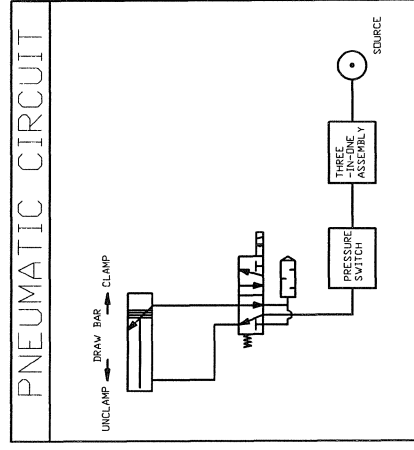 PNEUMATIC CIRCUIT
UNCLAMP DRAW BAR CLAMP
PRESSURE
SWITCH
THREE
-IN-ONE
ASSEMBLY
SOURCE